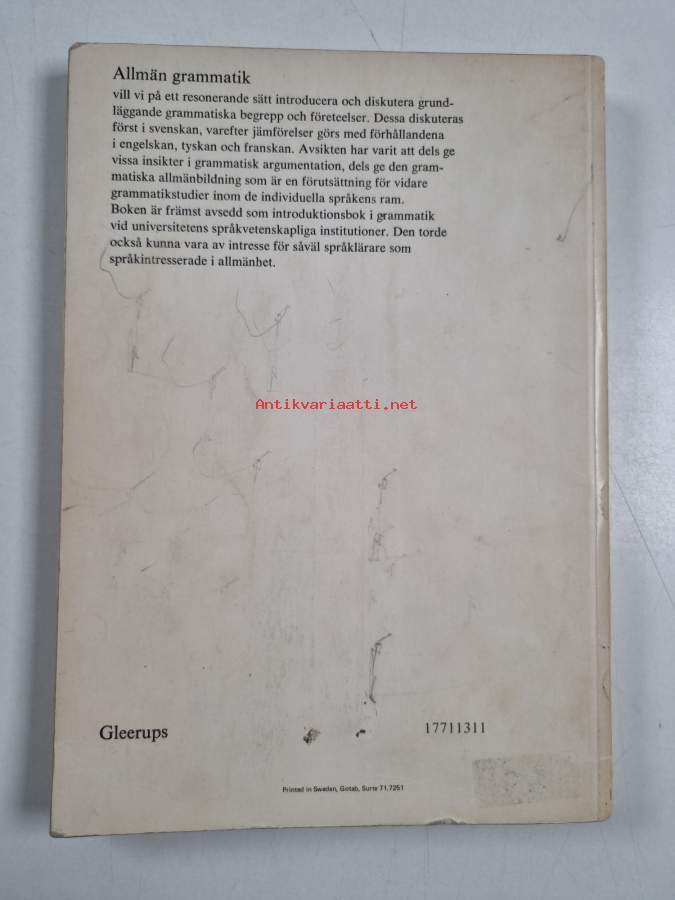 Allmän grammatik
vill vi på ett resonerande sätt introducera och diskutera grund-
läggande grammatiska begrepp och företeelser. Dessa diskuteras
först i svenskan, varefter jämförelser görs med förhållandena
i engelskan, tyskan och franskan. Avsikten har varit att dels ge
vissa insikter i grammatisk argumentation, dels ge den gram-
matiska allmänbildning som är en förutsättning för vidare
grammatikstudier inom de individuella språkens ram.
Boken är främst avsedd som introduktionsbok i grammatik
vid universitetens språkvetenskapliga institutioner. Den torde
också kunna vara av intresse för såväl språklärare som
språkintresserade i allmänhet.
Antikvariaatti.net
Gleerups
17711311
Printed in Sweden, Gotab, Surte 71.7251